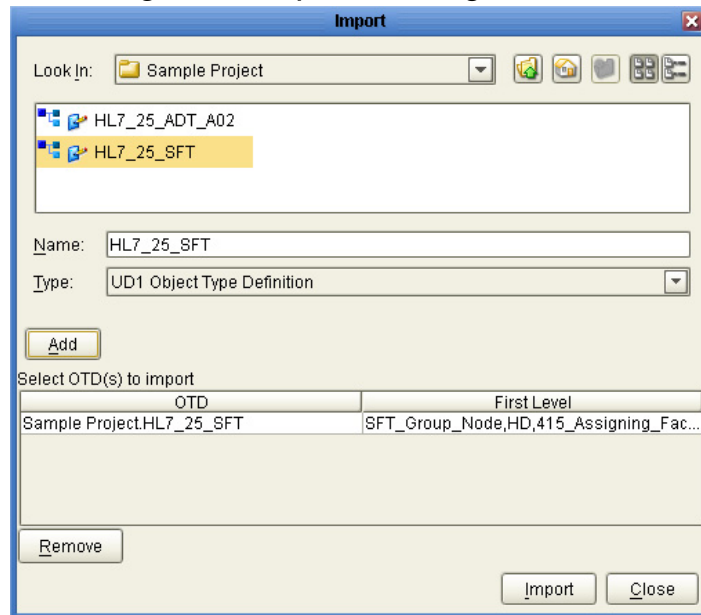 Import
Look In: Sample Project
HL7_25_ADT_A02
HL7_25_SFT
Name: HL7_25_SFT
Type: UD1 Object Type Definition
Add
Select OTD(s) to import
OTD First Level
Sample Project.HL7_25_SFT SFT_Group_Node,HD,415_Assigning_Fac...
Remove
Import Close